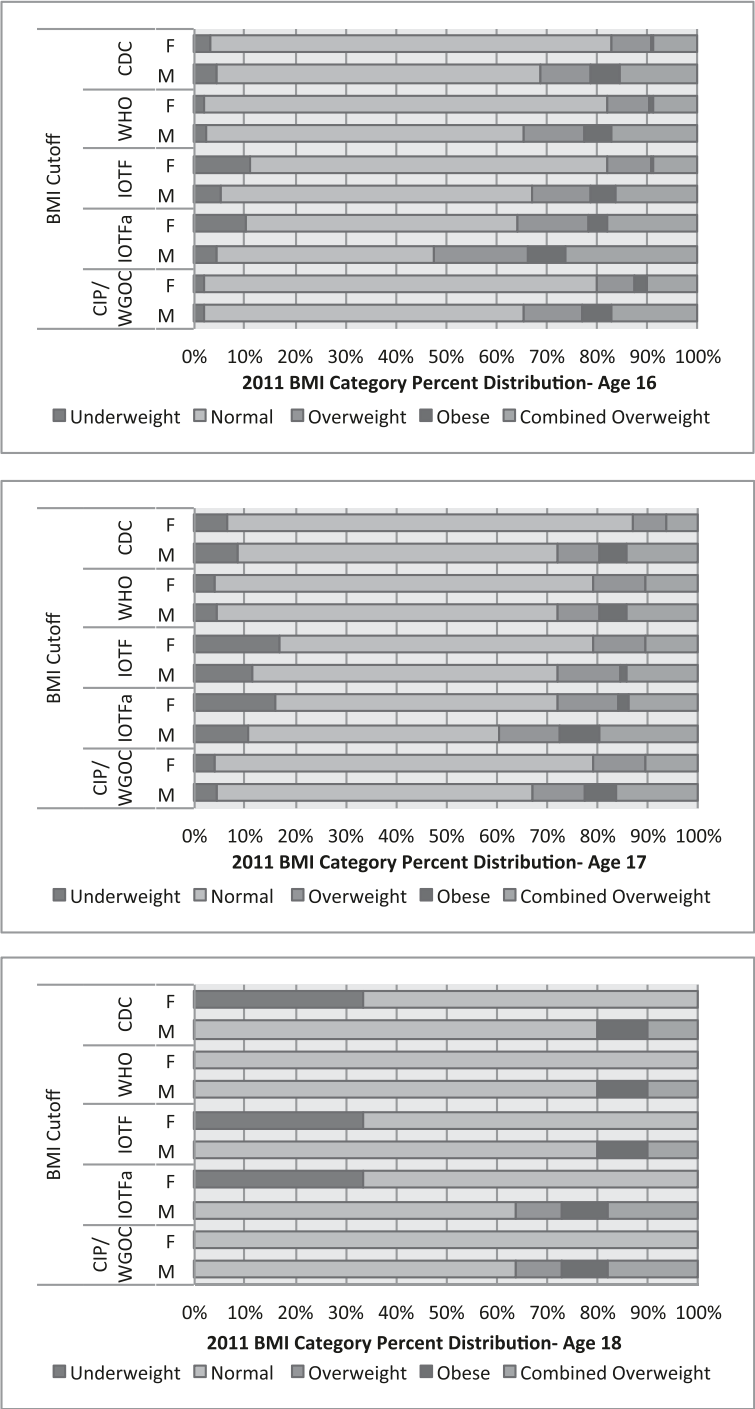 BMI Cutoff
CDC
F
M
WHO
F
M
IOTF
F
M
IOTFa
F
M
CIP/
WGOC
F
M
0% 10% 20% 30% 40% 50% 60% 70% 80% 90% 100%
2011 BMI Category Percent Distribution- Age 16
Underweight Normal Overweight Obese Combined Overweight
BMI Cutoff
CDC
F
M
WHO
F
M
IOTF
F
M
IOTFa
F
M
CIP/
WGOC
F
M
0% 10% 20% 30% 40% 50% 60% 70% 80% 90% 100%
2011 BMI Category Percent Distribution- Age 17
Underweight Normal Overweight Obese Combined Overweight
BMI Cutoff
CDC
F
M
WHO
F
M
IOTF
F
M
IOTFa
F
M
CIP/
WGOC
F
M
0% 10% 20% 30% 40% 50% 60% 70% 80% 90% 100%
2011 BMI Category Percent Distribution- Age 18
Underweight Normal Overweight Obese Combined Overweight